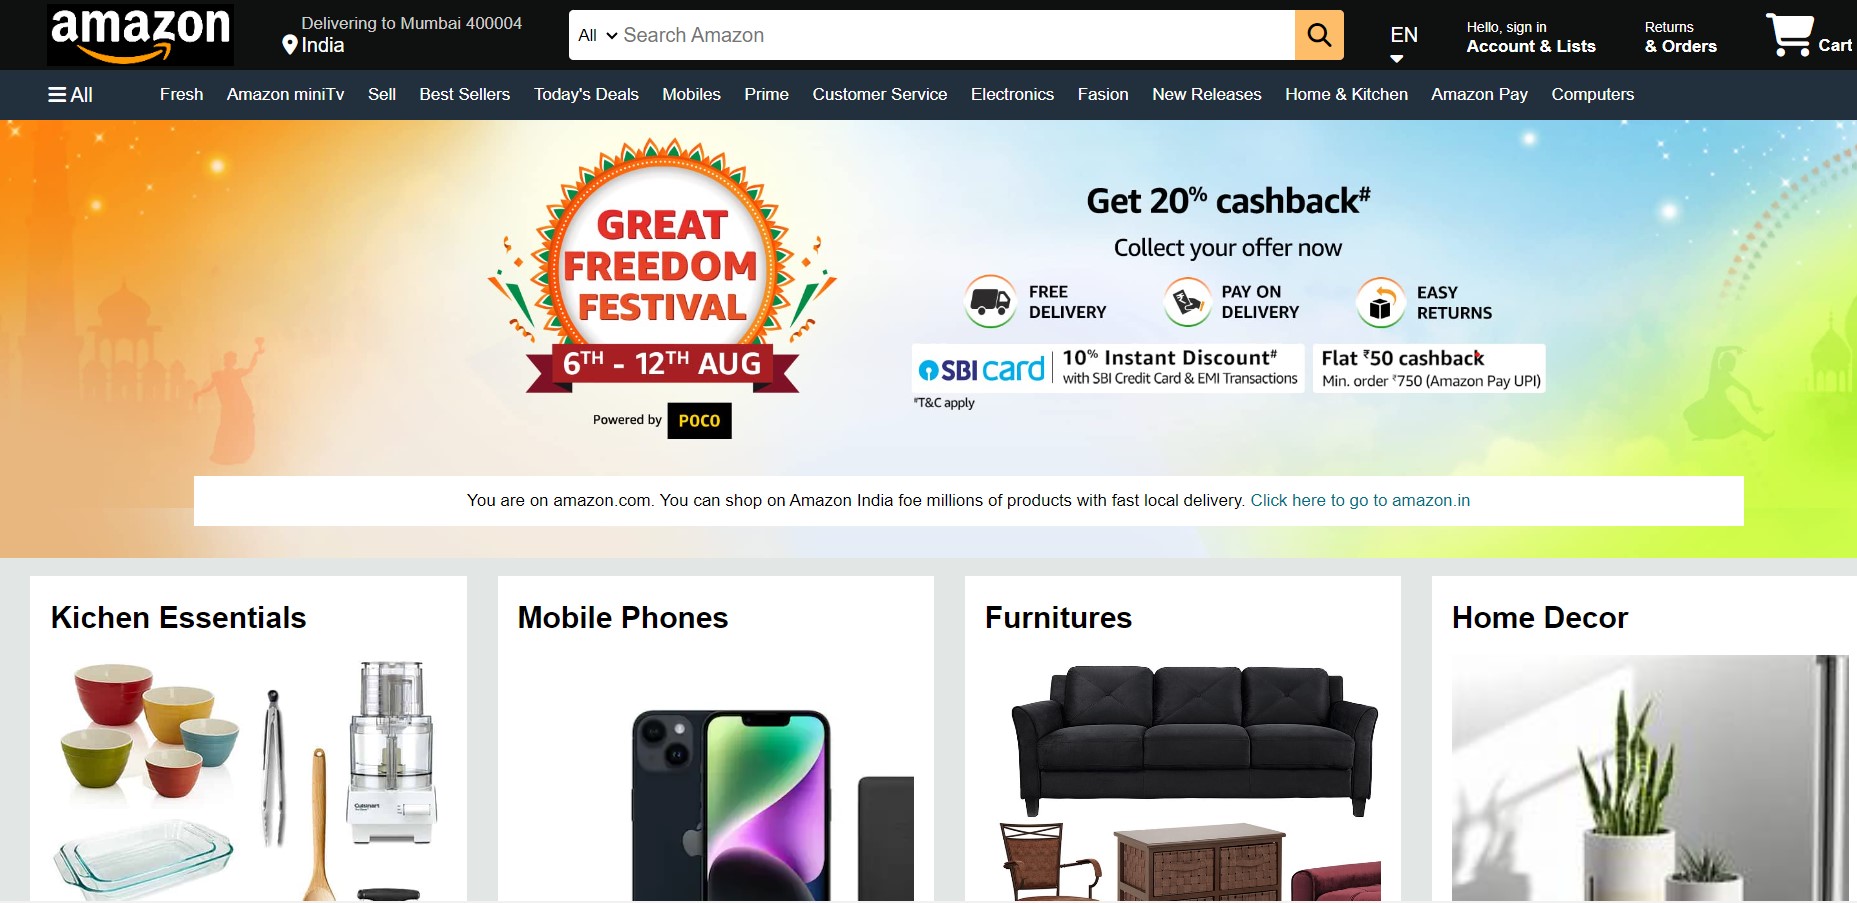 amazon
Delivering to Mumbai 400004
India
All Search Amazon
EN
Hello, sign in
Account & Lists
Returns
& Orders
Cart
All Fresh Amazon miniTv Sell Best Sellers Today's Deals Mobiles Prime Customer Service Electronics Fasion New Releases Home & Kitchen Amazon Pay Computers
GREAT
FREEDOM
FESTIVAL
6TH - 12TH AUG
Powered by POCO
Get 20% cashback#
Collect your offer now
FREE
DELIVERY
PAY ON
DELIVERY
EASY
RETURNS
SBI card
10% Instant Discount#
with SBI Credit Card & EMI Transactions
Flat ₹50 cashback
Min. order ₹750 (Amazon Pay UPI)
#T&C apply
You are on amazon.com. You can shop on Amazon India foe millions of products with fast local delivery. Click here to go to amazon.in
Kichen Essentials
Mobile Phones
Furnitures
Home Decor
Cuisinart